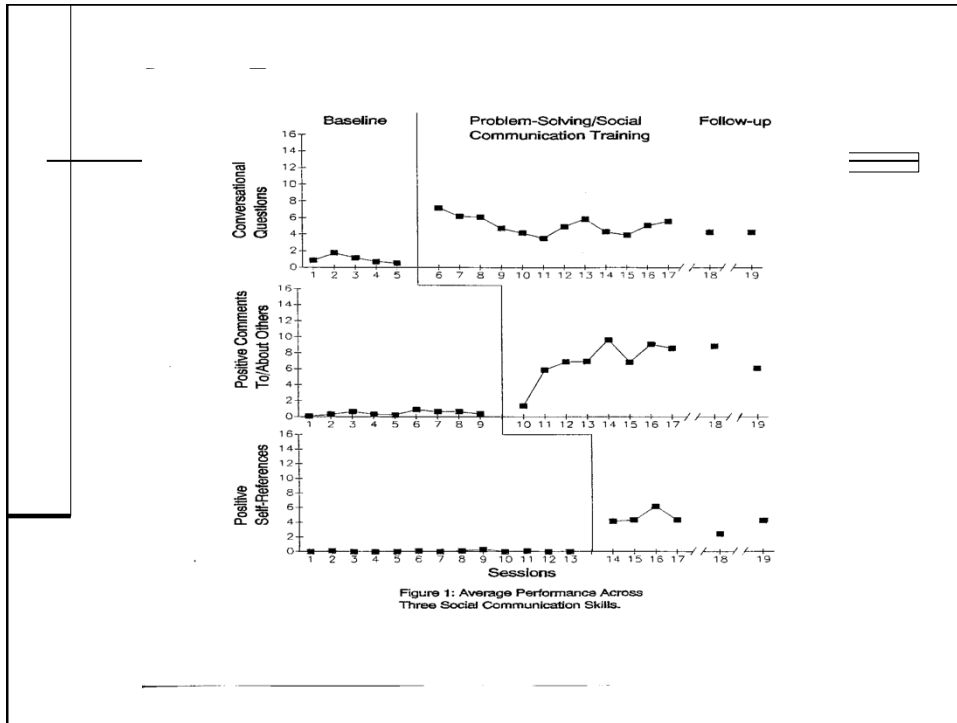 Baseline
Problem-Solving/Social
Communication Training
Follow-up
Conversational
Questions
16
14
12
10
8
6
4
2
0
1 2 3 4 5 6 7 8 9 10 11 12 13 14 15 16 17 18 19
Positive Comments
To/About Others
16
14
12
10
8
6
4
2
0
1 2 3 4 5 6 7 8 9 10 11 12 13 14 15 16 17 18 19
Positive
Self-References
16
14
12
10
8
6
4
2
0
1 2 3 4 5 6 7 8 9 10 11 12 13 14 15 16 17 18 19
Sessions
Figure 1: Average Performance Across
Three Social Communication Skills.